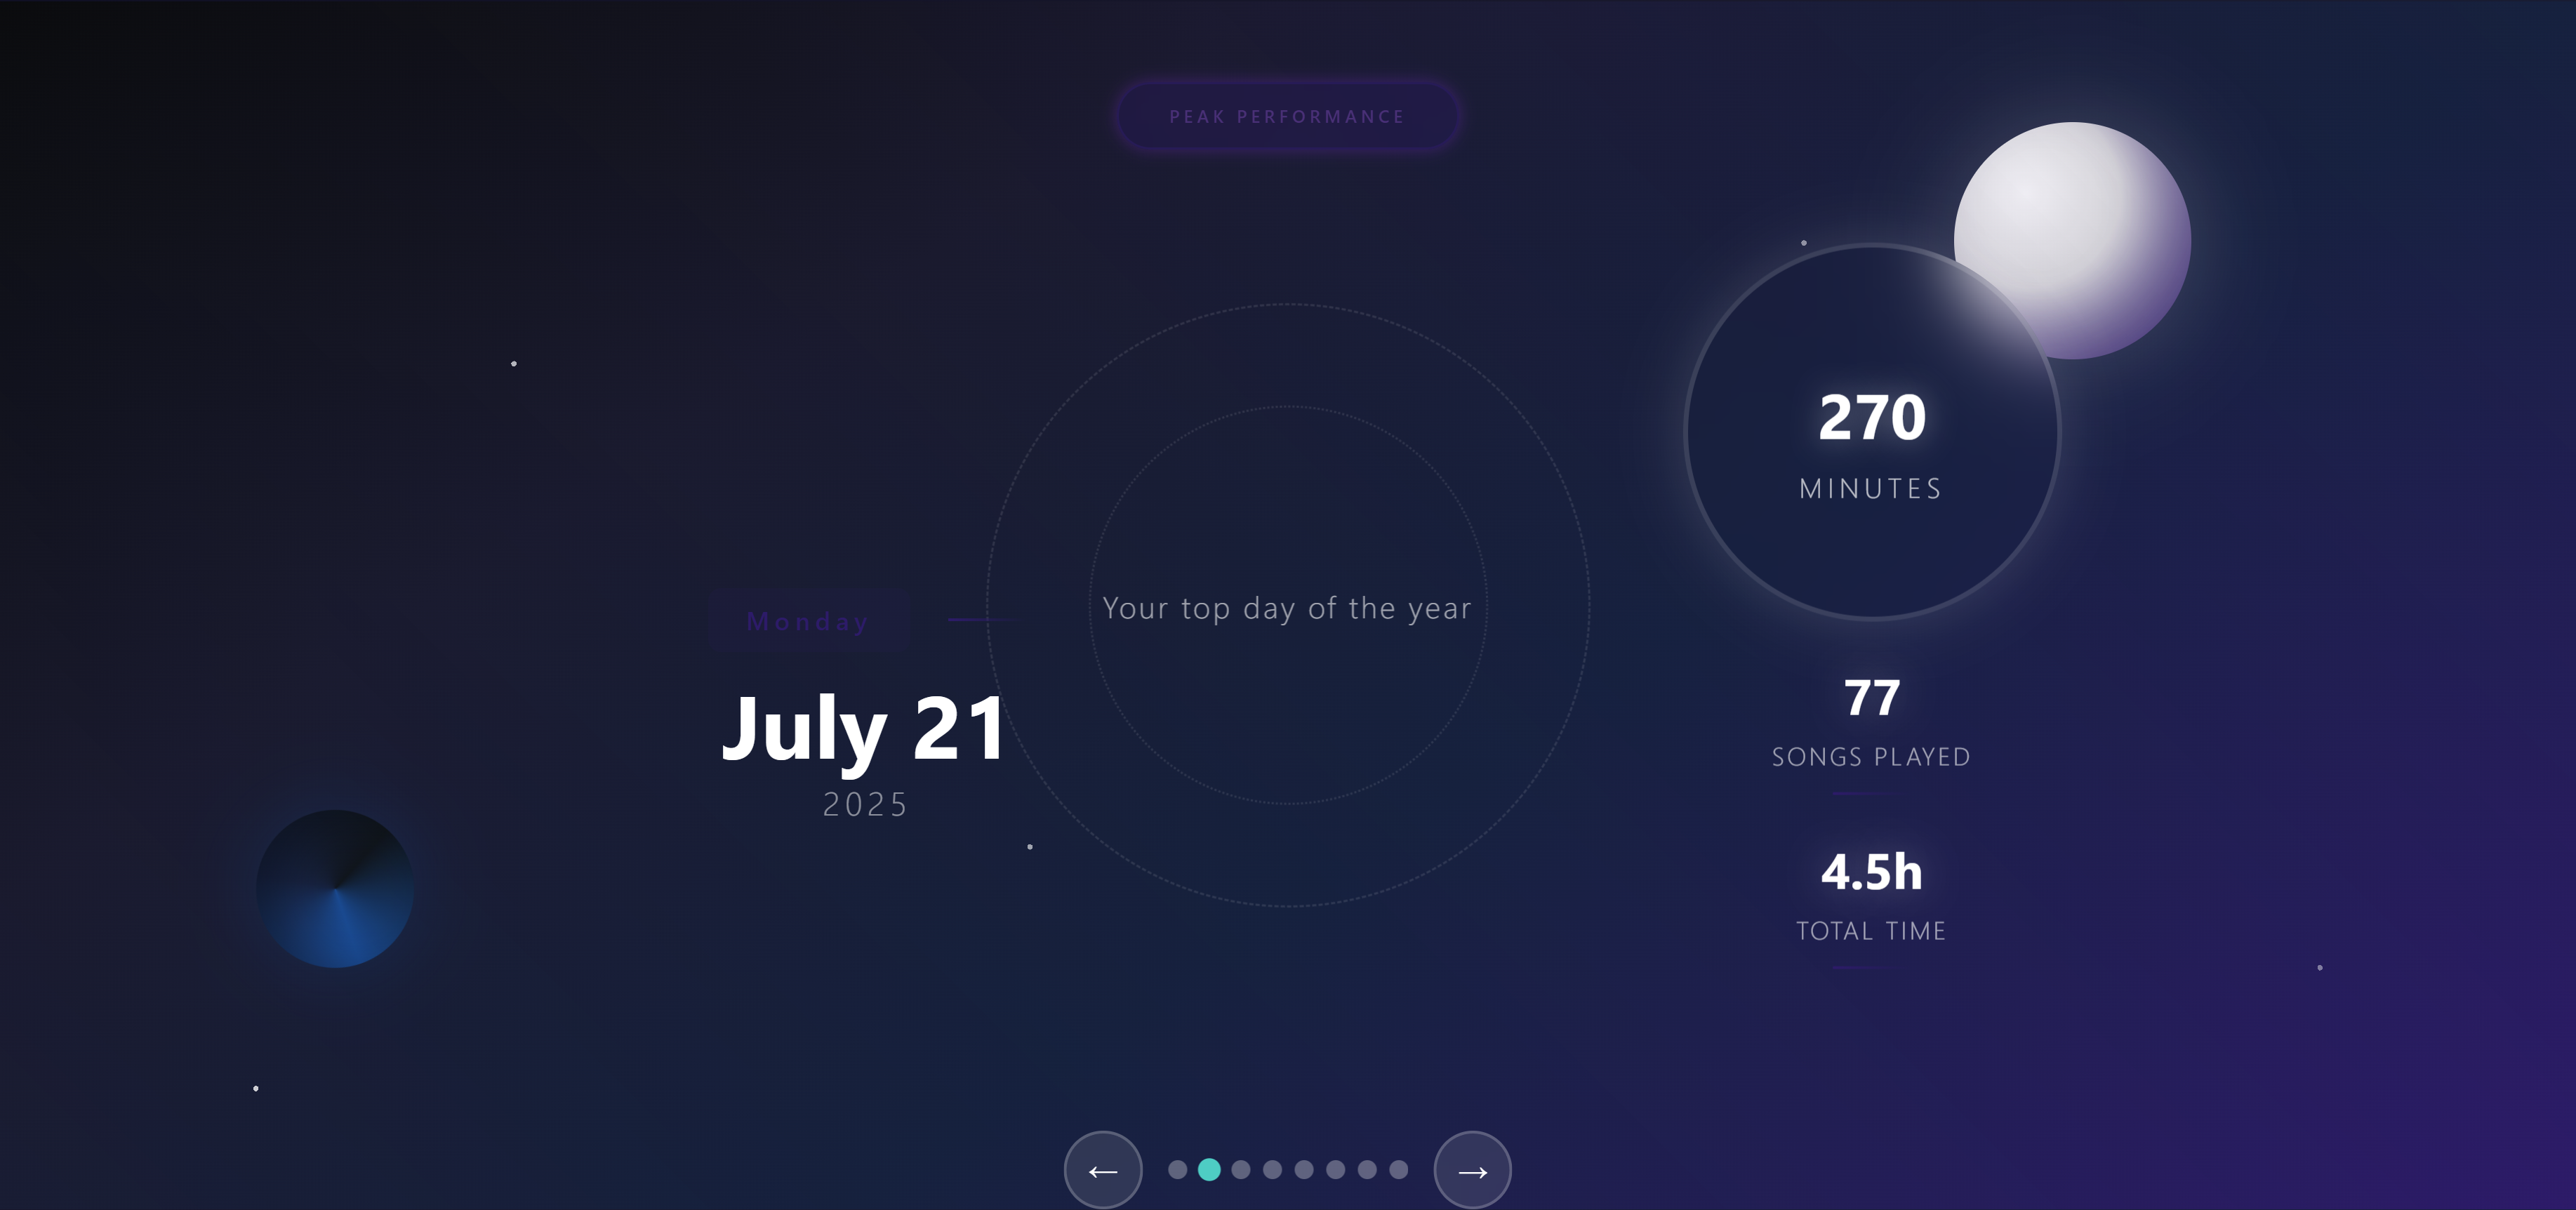 PEAK PERFORMANCE
Monday
July 21
2025
Your top day of the year
270
MINUTES
77
SONGS PLAYED
4.5h
TOTAL TIME
← →